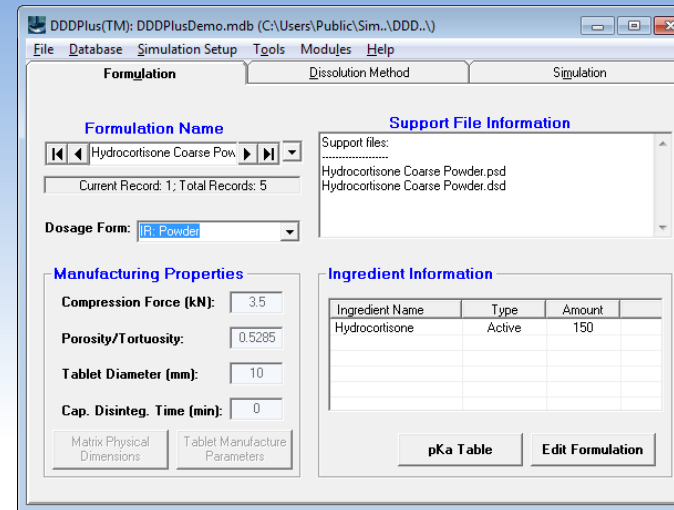 DDDPlus(TM): DDDPlusDemo.mdb (C:\Users\Public\Sim..\DDD..\)
File Database Simulation Setup Tools Modules Help
Formulation Dissolution Method Simulation
Formulation Name
Hydrocortisone Coarse Pow
Current Record: 1; Total Records: 5
Dosage Form: IR: Powder
Support File Information
Support files:
--------------------
Hydrocortisone Coarse Powder.psd
Hydrocortisone Coarse Powder.dsd
Manufacturing Properties
Compression Force (kN): 3.5
Porosity/Tortuosity: 0.5285
Tablet Diameter (mm): 10
Cap. Disinteg. Time (min): 0
Matrix Physical Dimensions
Tablet Manufacture Parameters
Ingredient Information
Ingredient Name Type Amount
Hydrocortisone Active 150
pKa Table Edit Formulation